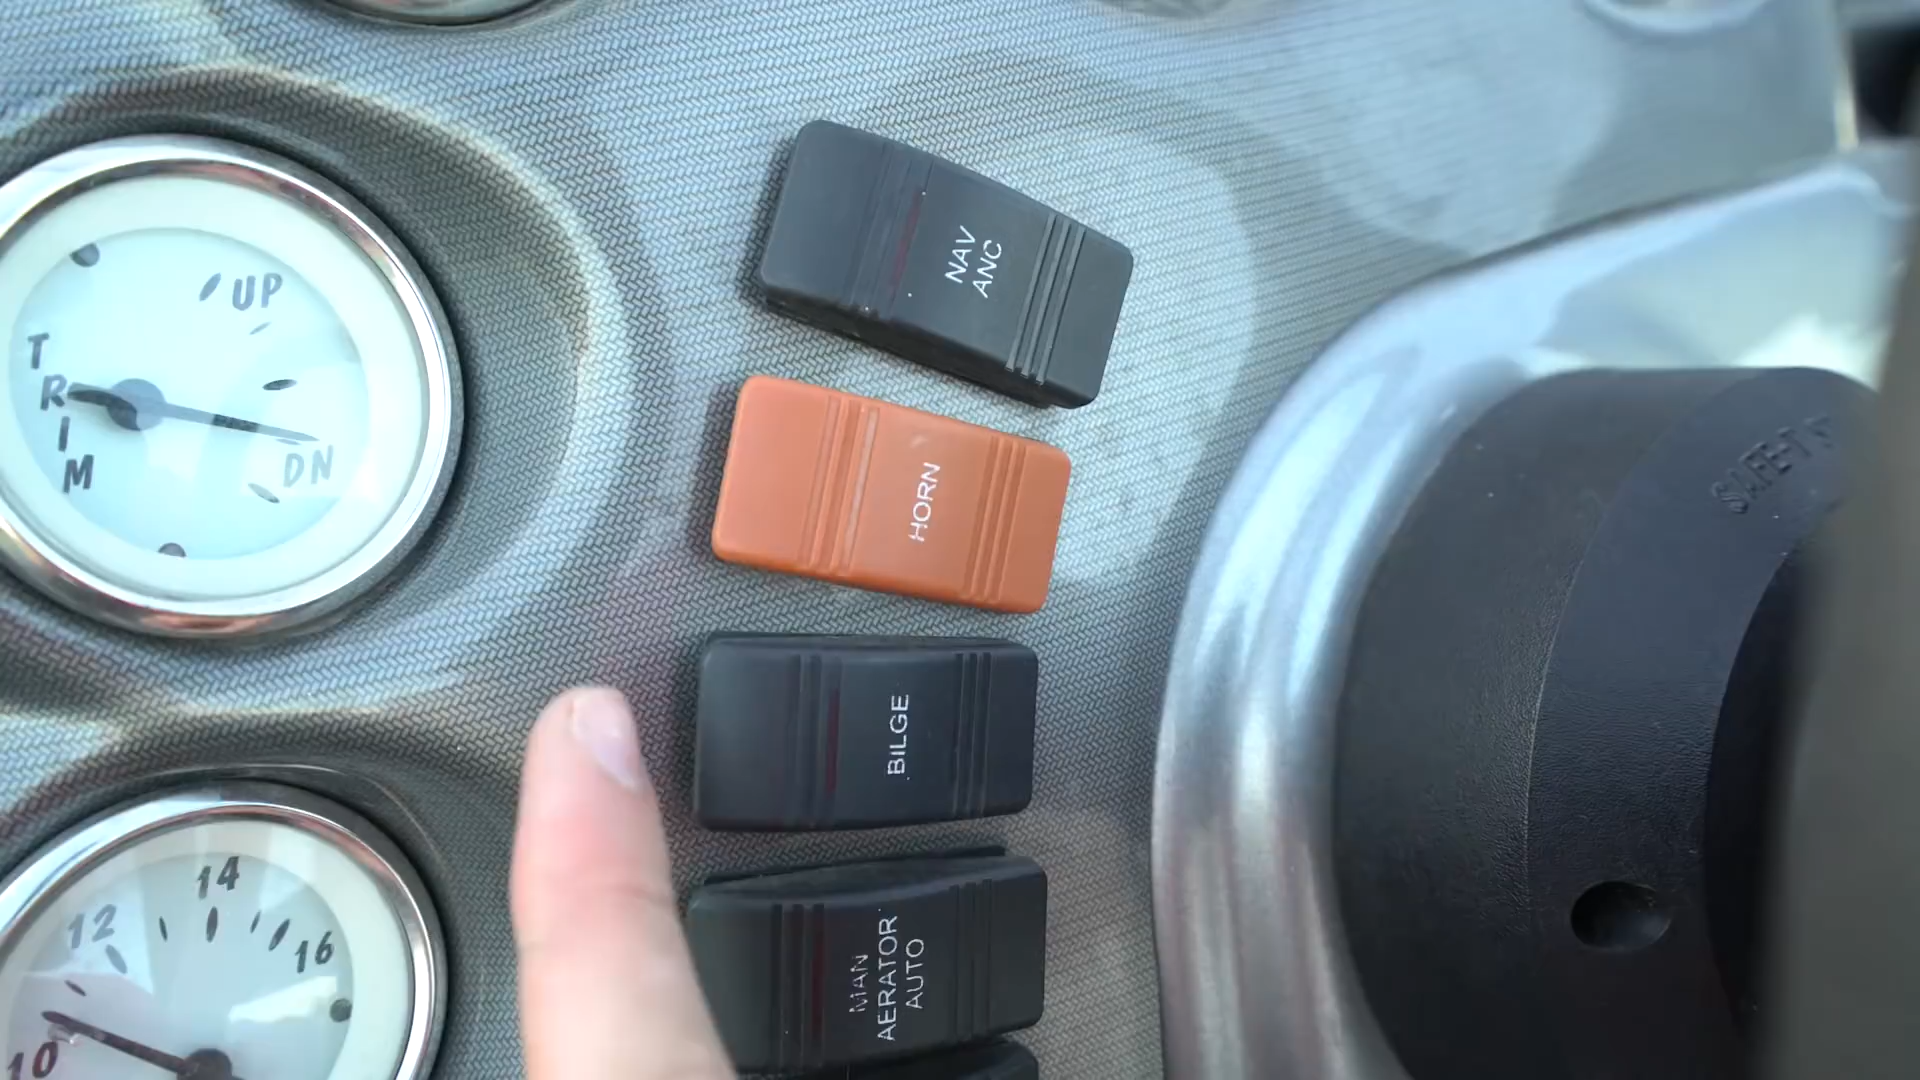 UP
TRIM
DN
NAV
ANC
HORN
BILGE
MAN
AERATOR
AUTO
14
12
16
10